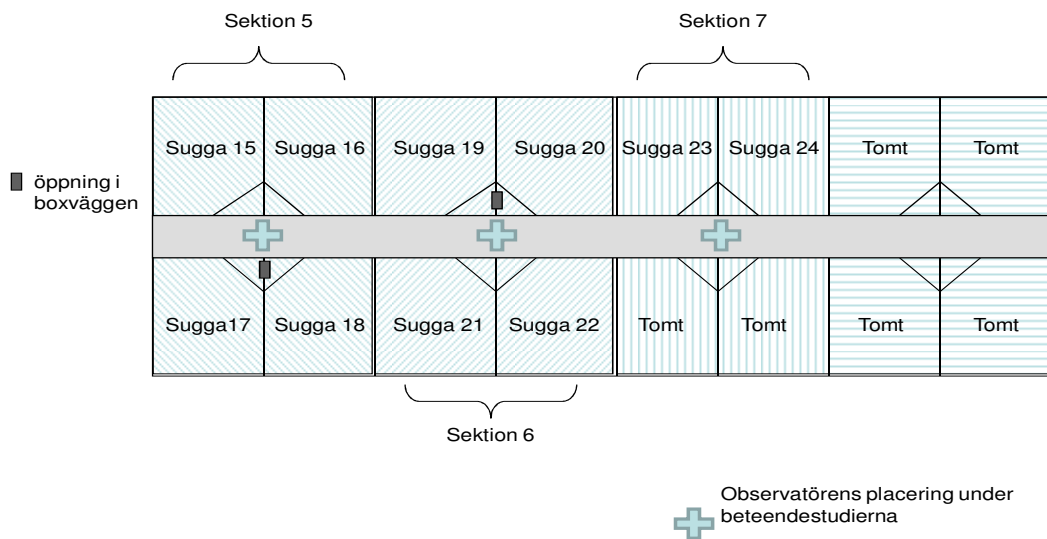 Sektion 5
Sektion 7
Sugga 15 Sugga 16 Sugga 19 Sugga 20 Sugga 23 Sugga 24 Tomt Tomt
öppning i
boxväggen
Sugga17 Sugga 18 Sugga 21 Sugga 22 Tomt Tomt Tomt Tomt
Sektion 6
Observatörens placering under
beteendestudierna